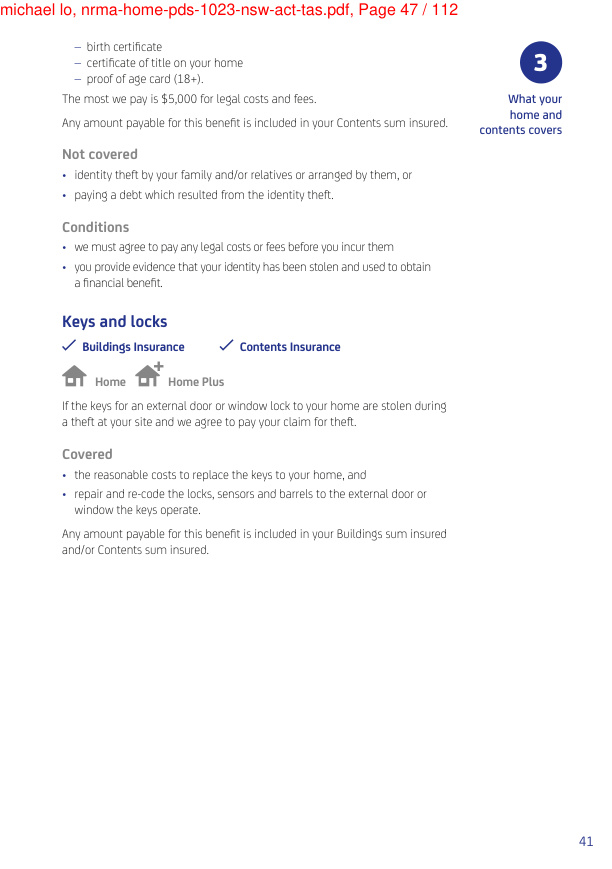 michael lo, nrma-home-pds-1023-nsw-act-tas.pdf, Page 47 / 112
– birth certificate
– certificate of title on your home
– proof of age card (18+).
The most we pay is $5,000 for legal costs and fees.
Any amount payable for this benefit is included in your Contents sum insured.
3
What your
home and
contents covers
Not covered
• identity theft by your family and/or relatives or arranged by them, or
• paying a debt which resulted from the identity theft.
Conditions
• we must agree to pay any legal costs or fees before you incur them
• you provide evidence that your identity has been stolen and used to obtain
a financial benefit.
Keys and locks
✓ Buildings Insurance ✓ Contents Insurance
Home Home Plus
If the keys for an external door or window lock to your home are stolen during
a theft at your site and we agree to pay your claim for theft.
Covered
• the reasonable costs to replace the keys to your home, and
• repair and re-code the locks, sensors and barrels to the external door or
window the keys operate.
Any amount payable for this benefit is included in your Buildings sum insured
and/or Contents sum insured.
41